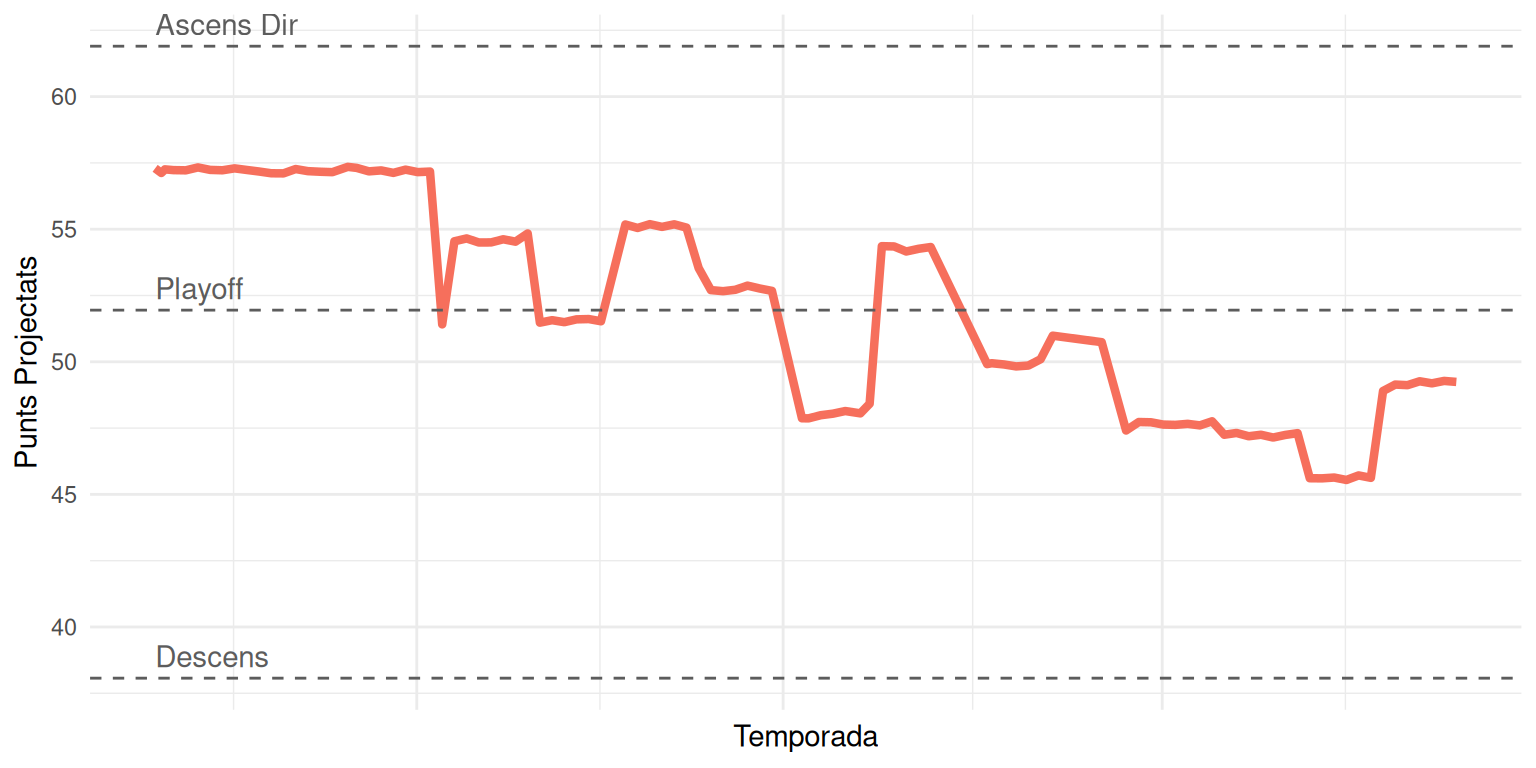 Ascens Dir
60
55
Playoff
50
45
40
Descens
Punts Projectats
Temporada